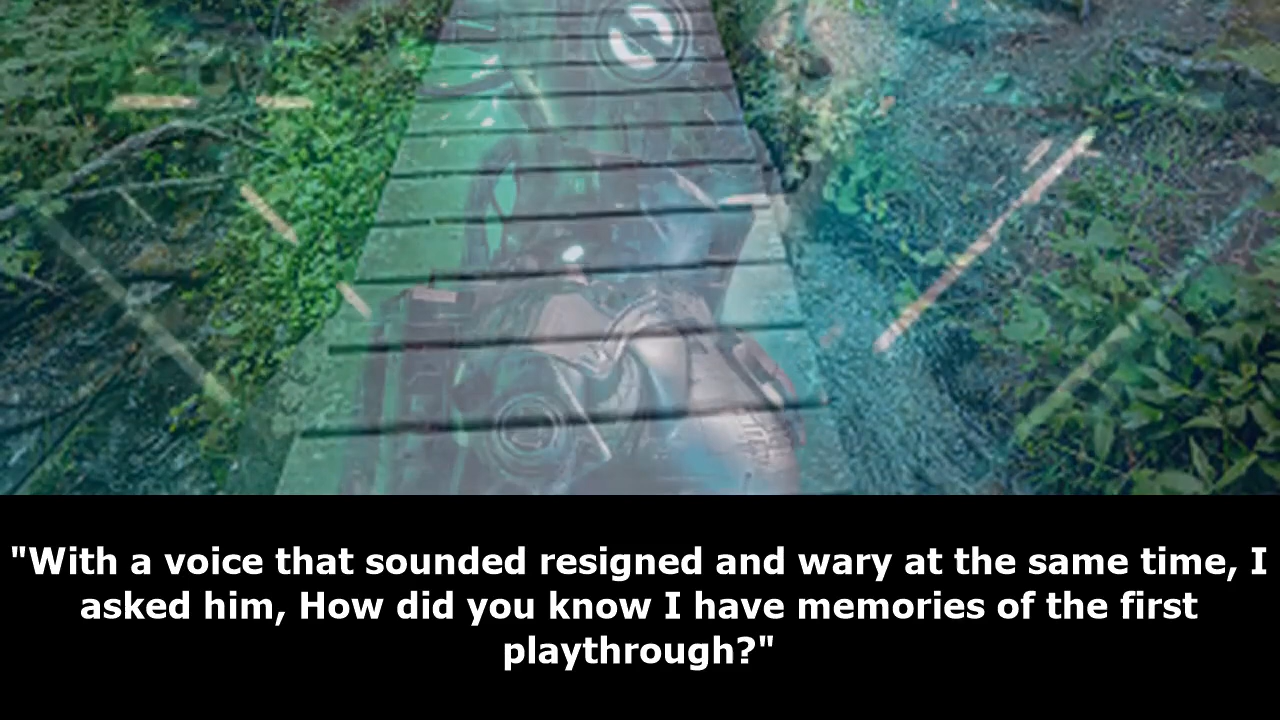 "With a voice that sounded resigned and wary at the same time, I
asked him, How did you know I have memories of the first
playthrough?"